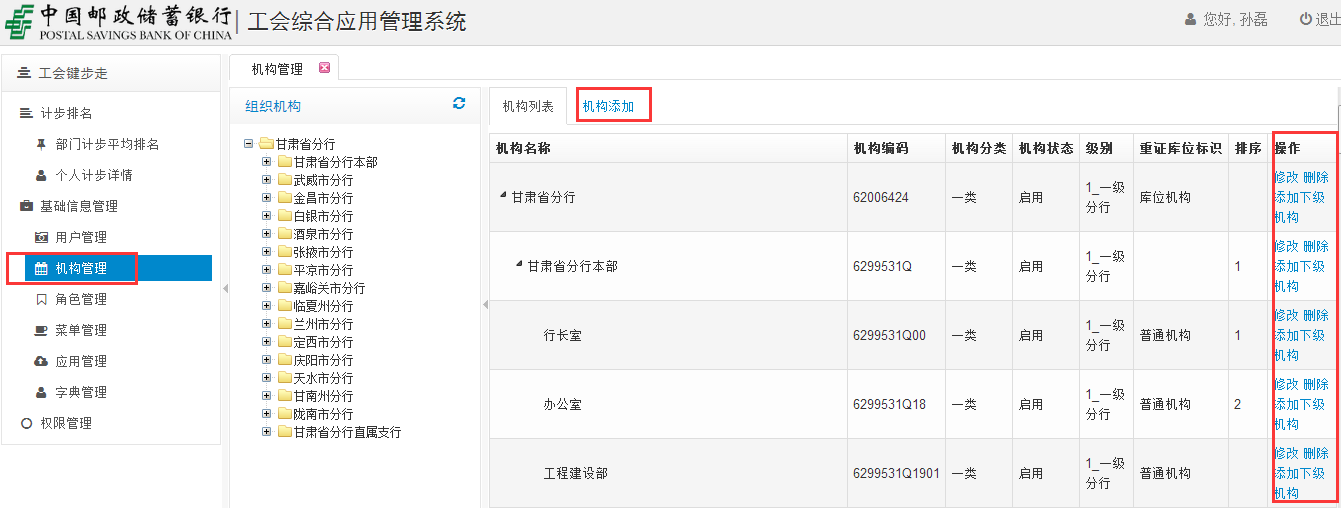 中国邮政储蓄银行
POSTAL SAVINGS BANK OF CHINA
工会综合应用管理系统
您好, 孙磊
退出
工会健步走
计步排名
部门计步平均排名
个人计步详情
基础信息管理
用户管理
机构管理
角色管理
菜单管理
应用管理
字典管理
权限管理
机构管理
组织机构
甘肃省分行
甘肃省分行本部
武威市分行
金昌市分行
白银市分行
酒泉市分行
张掖市分行
平京市分行
嘉峪关市分行
临夏州分行
兰州市分行
定西市分行
庆阳市分行
天水市分行
甘南州分行
陇南市分行
甘肃省分行直属支行
机构列表
机构添加
机构名称 机构编码 机构分类 机构状态 级别 重证库位标识 排序 操作
甘肃省分行 62006424 一类 启用 1_一级分行 库位机构 修改 删除 添加下级机构
甘肃省分行本部 6299531Q 一类 启用 1_一级分行 1 修改 删除 添加下级机构
行长室 6299531Q00 一类 启用 1_一级分行 普通机构 1 修改 删除 添加下级机构
办公室 6299531Q18 一类 启用 1_一级分行 普通机构 2 修改 删除 添加下级机构
工程建设部 6299531Q1901 一类 启用 1_一级分行 普通机构 修改 删除 添加下级机构